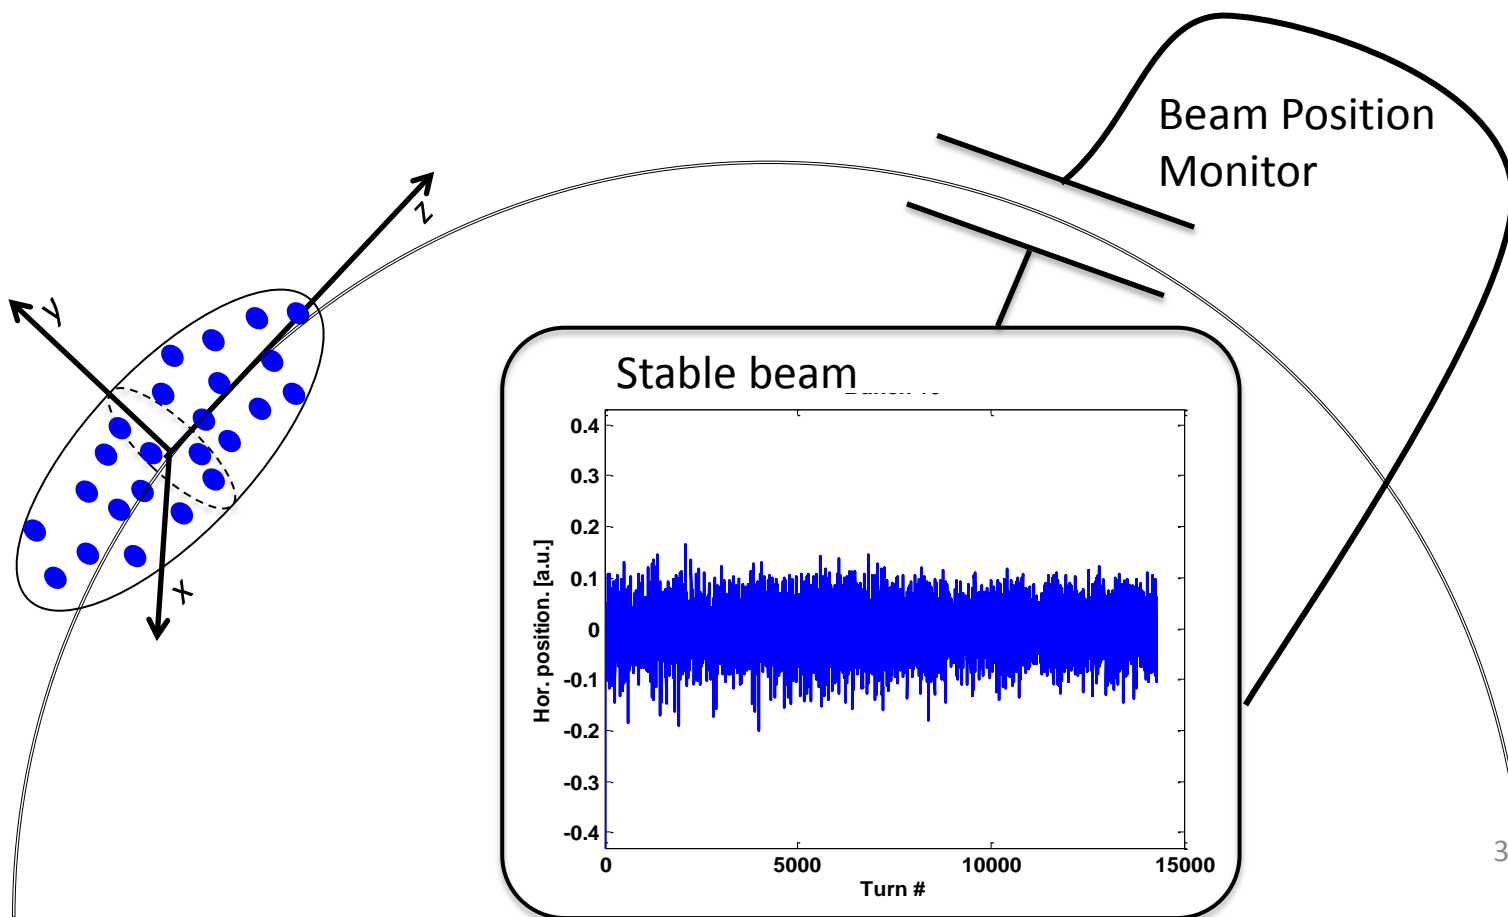 Beam Position
Monitor
z
y
x
Stable beam
0.4
0.3
0.2
0.1
0
-0.1
-0.2
-0.3
-0.4
Hor. position. [a.u.]
0
5000
10000
15000
Turn #
3